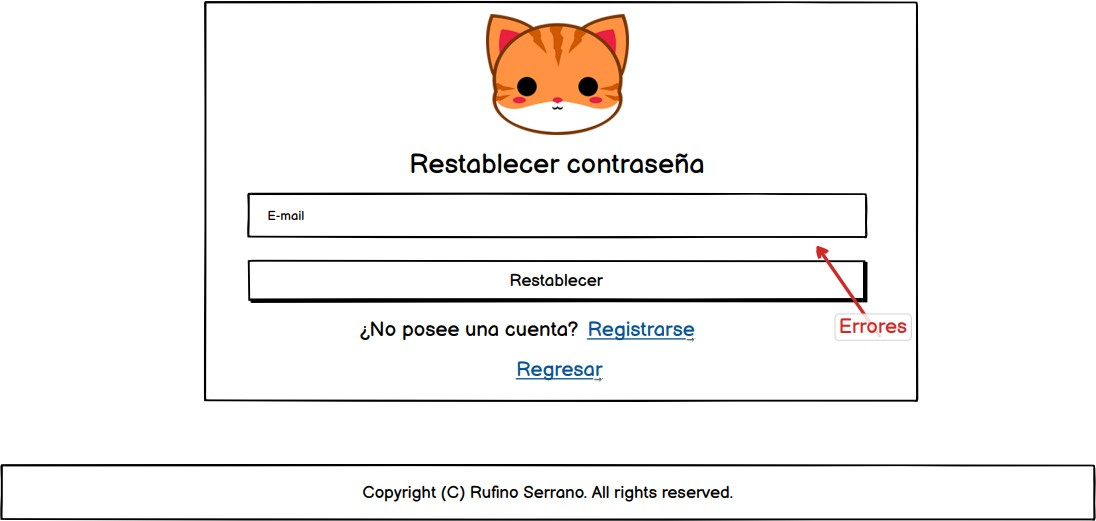 Restablecer contraseña
E-mail
Restablecer
Errores
¿No posee una cuenta? Registrarse
Regresar
Copyright (C) Rufino Serrano. All rights reserved.